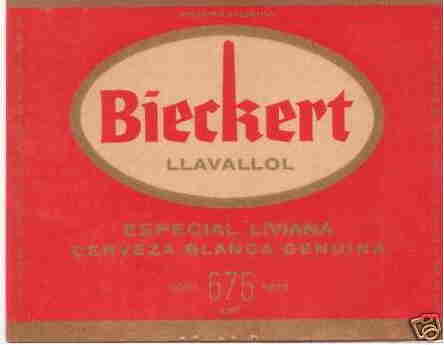 Bieckert
LLAVALLOL
ESPECIAL LIVIANA
CERVEZA BLANCA GENUINA
676